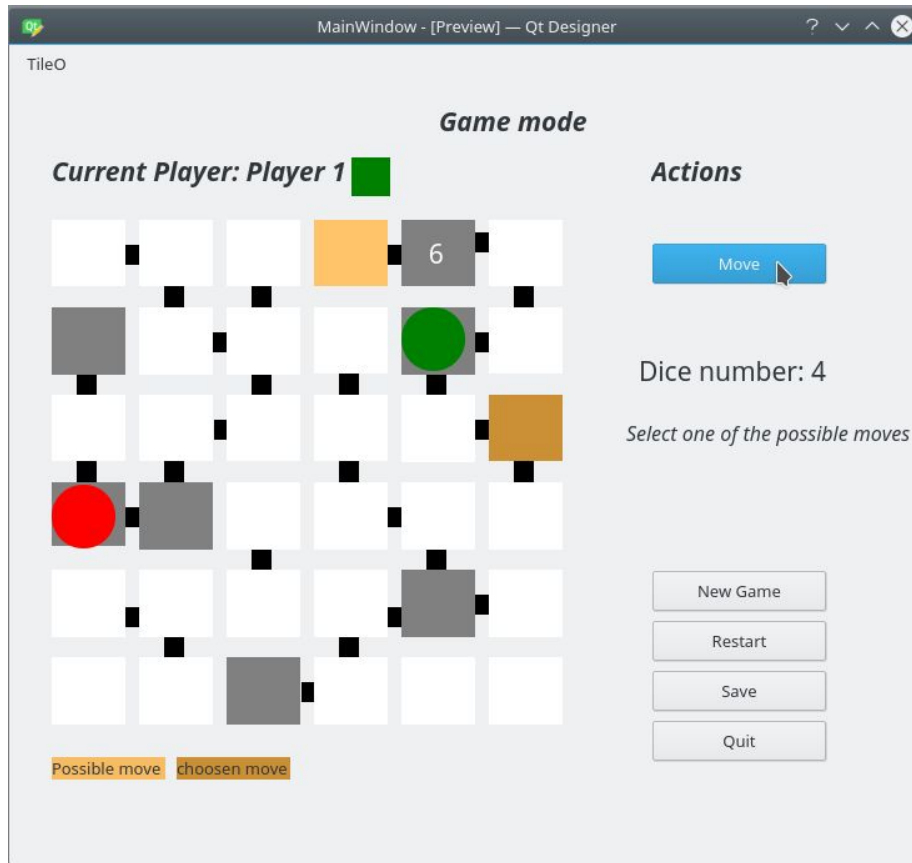 MainWindow - [Preview] — Qt Designer
TileO
Game mode
Current Player: Player 1
Actions
6
Move
Dice number: 4
Select one of the possible moves
New Game
Restart
Save
Quit
Possible move choosen move